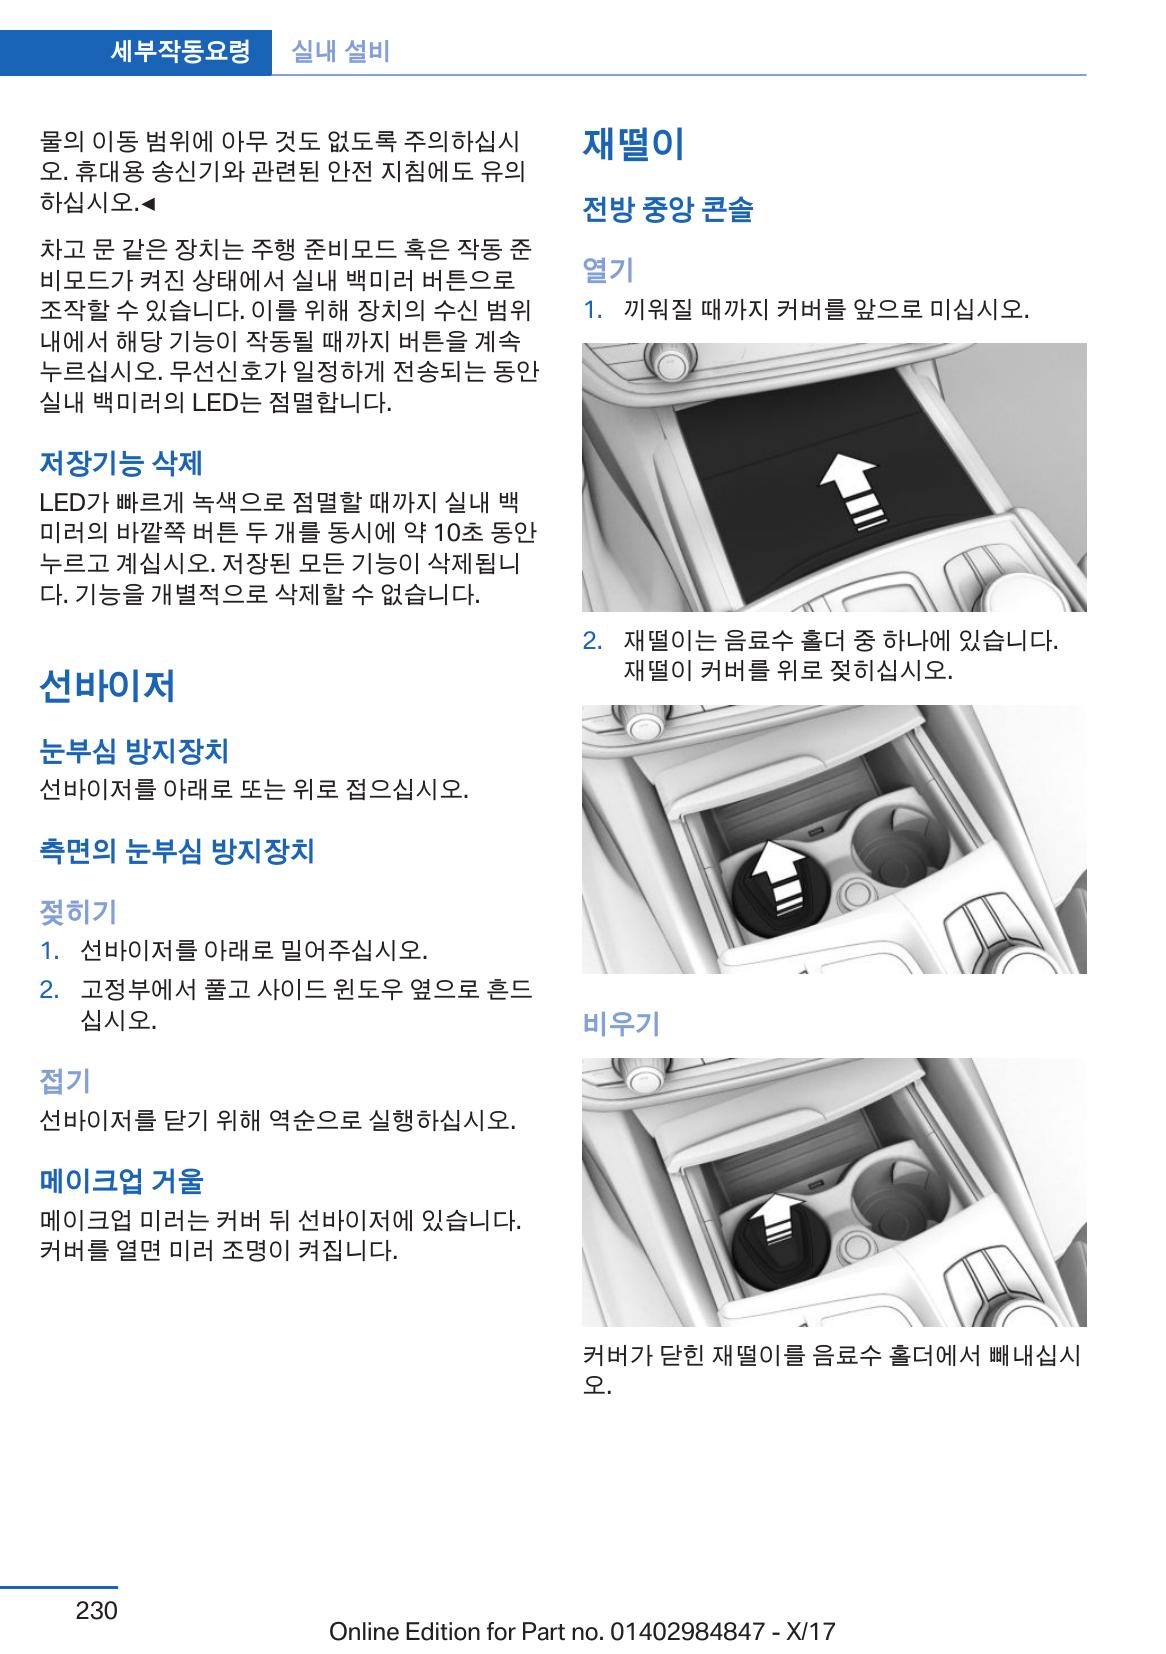 세부작동요령 실내 설비
물의 이동 범위에 아무 것도 없도록 주의하십시
오. 휴대용 송신기와 관련된 안전 지침에도 유의
하십시오.◄
차고 문 같은 장치는 주행 준비모드 혹은 작동 준
비모드가 켜진 상태에서 실내 백미러 버튼으로
조작할 수 있습니다. 이를 위해 장치의 수신 범위
내에서 해당 기능이 작동될 때까지 버튼을 계속
누르십시오. 무선신호가 일정하게 전송되는 동안
실내 백미러의 LED는 점멸합니다.
저장기능 삭제
LED가 빠르게 녹색으로 점멸할 때까지 실내 백
미러의 바깥쪽 버튼 두 개를 동시에 약 10초 동안
누르고 계십시오. 저장된 모든 기능이 삭제됩니
다. 기능을 개별적으로 삭제할 수 없습니다.
선바이저
눈부심 방지장치
선바이저를 아래로 또는 위로 접으십시오.
측면의 눈부심 방지장치
젖히기
1. 선바이저를 아래로 밀어주십시오.
2. 고정부에서 풀고 사이드 윈도우 옆으로 흔드
십시오.
접기
선바이저를 닫기 위해 역순으로 실행하십시오.
메이크업 거울
메이크업 미러는 커버 뒤 선바이저에 있습니다.
커버를 열면 미러 조명이 켜집니다.
재떨이
전방 중앙 콘솔
열기
1. 끼워질 때까지 커버를 앞으로 미십시오.
2. 재떨이는 음료수 홀더 중 하나에 있습니다.
재떨이 커버를 위로 젖히십시오.
비우기
커버가 닫힌 재떨이를 음료수 홀더에서 빼내십시
오.
230
Online Edition for Part no. 01402984847 - X/17